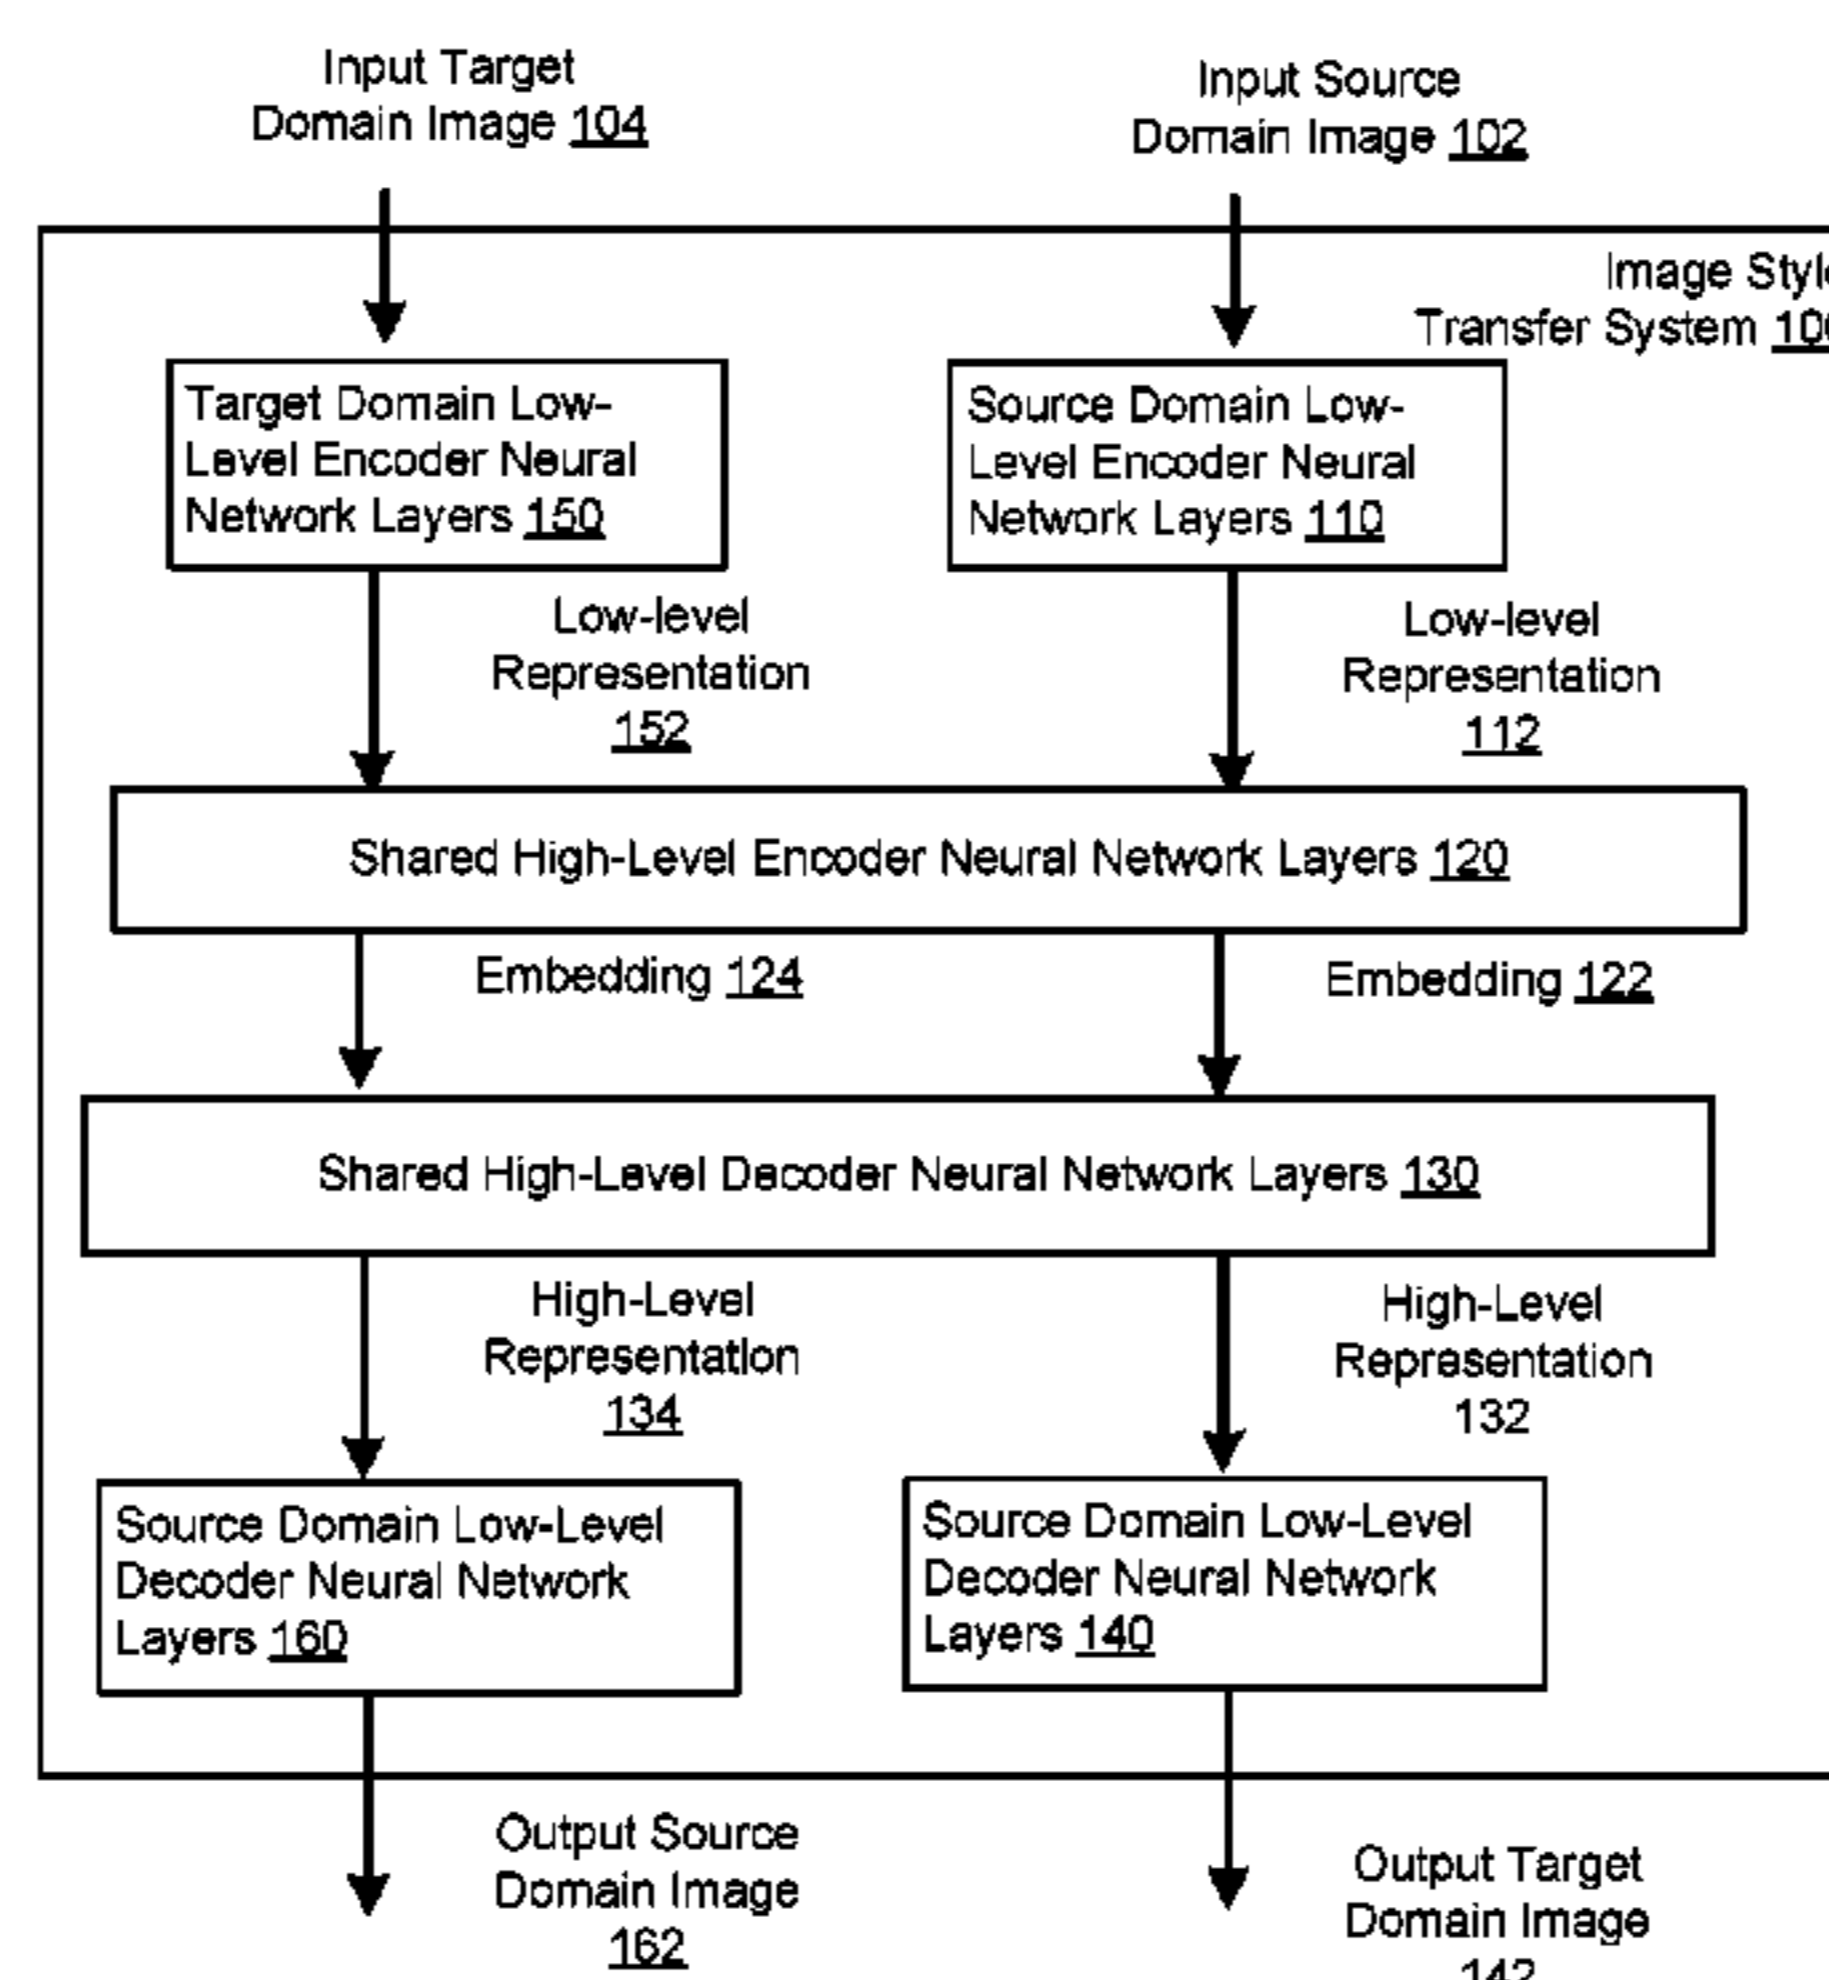 Input Target
Domain Image 104
Input Source
Domain Image 102
Image Style
Transfer System 100
Target Domain Low-
Level Encoder Neural
Network Layers 150
Source Domain Low-
Level Encoder Neural
Network Layers 110
Low-level
Representation
152
Low-level
Representation
112
Shared High-Level Encoder Neural Network Layers 120
Embedding 124
Embedding 122
Shared High-Level Decoder Neural Network Layers 130
High-Level
Representation
134
High-Level
Representation
132
Source Domain Low-Level
Decoder Neural Network
Layers 160
Source Domain Low-Level
Decoder Neural Network
Layers 140
Output Source
Domain Image
162
Output Target
Domain Image
142